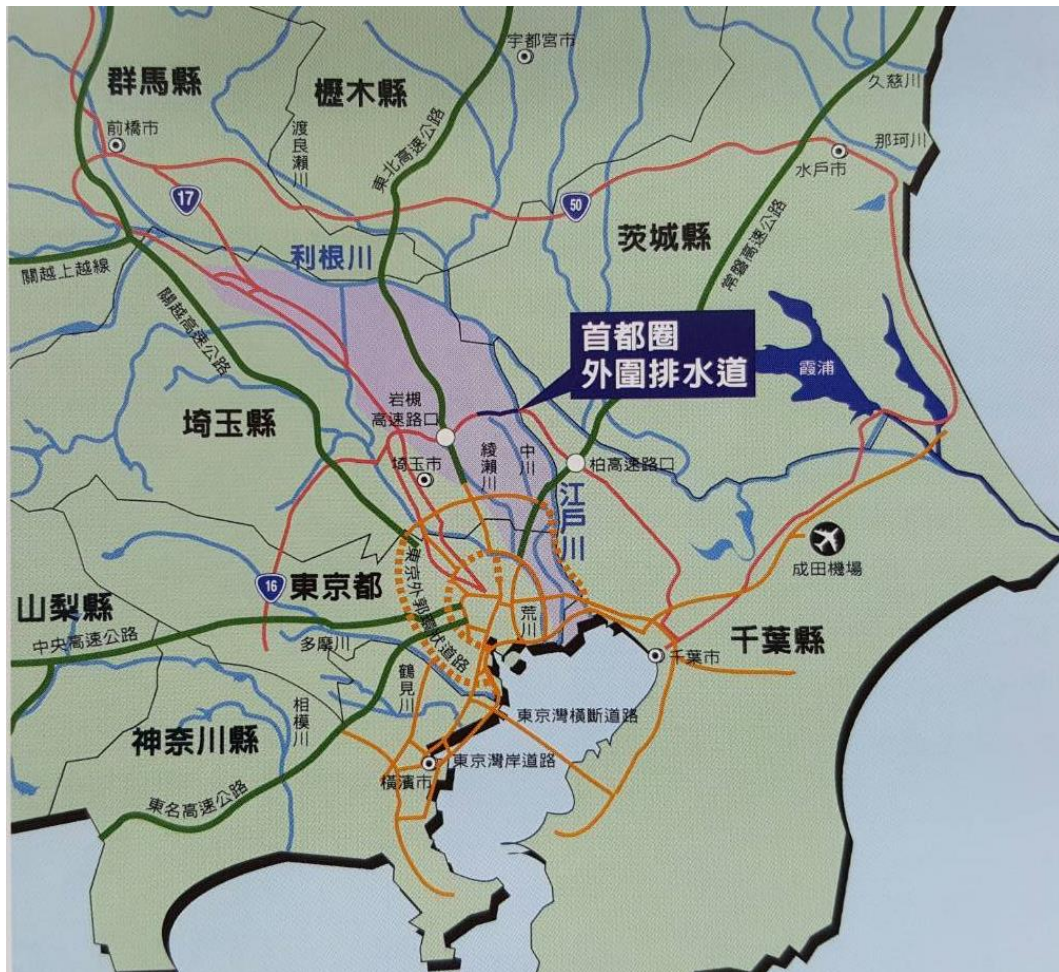 宇都宮市
群馬縣
櫪木縣
久慈川
前橋市
渡良瀨川
東北高速公路
那珂川
水戶市
17
50
茨城縣
利根川
常磐高速公路
關越上越線
關越高速公路
首都圈
外圍排水道
霞浦
岩槻
高速路口
埼玉縣
綾瀨川
中川
埼玉市
柏高速路口
江戶川
成田機場
16
東京都
東京外郭環狀道路
山梨縣
荒川
中央高速公路
多摩川
千葉縣
千葉市
鶴見川
相模川
東京灣橫斷道路
神奈川縣
東京灣岸道路
橫濱市
東名高速公路